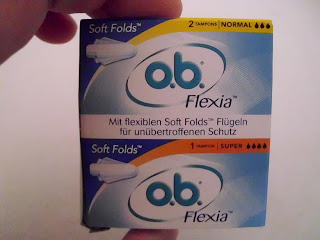 Soft Folds™
2 TAMPONS NORMAL
o.b.
Flexia™
Mit flexiblen Soft Folds™ Flügeln
für unübertroffenen Schutz
Soft Folds™
1 TAMPON SUPER
o.b.
Flexia™